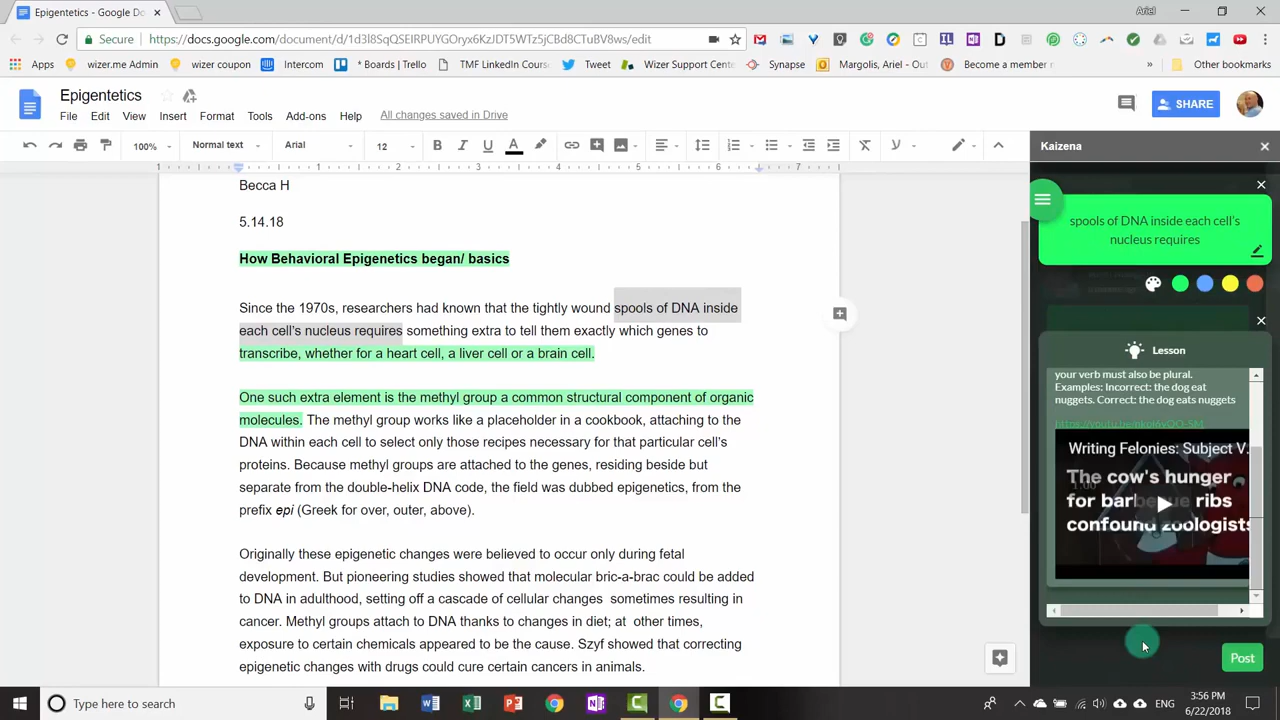 Epigentetics - Google Do
Ariel
Secure
https://docs.google.com/document/d/1d3l8SqQSEIRPUYGOryx6KzJDT5WTz5jCBd8CTuBV8ws/edit
Apps
wizer.me Admin
wizer coupon
Intercom
* Boards | Trello
TMF LinkedIn Cours
Tweet
Wizer Support Cente
Synapse
Margolis, Ariel - Out
Become a member
»
Other bookmarks
Epigentetics
File Edit View Insert Format Tools Add-ons Help
All changes saved in Drive
SHARE
100%
Normal text
Arial
12
Kaizena
1 1 2 3 4 5 6 7
Becca H
5.14.18
How Behavioral Epigenetics began/ basics
Since the 1970s, researchers had known that the tightly wound spools of DNA inside
each cell's nucleus requires something extra to tell them exactly which genes to
transcribe, whether for a heart cell, a liver cell or a brain cell.
One such extra element is the methyl group a common structural component of organic
molecules. The methyl group works like a placeholder in a cookbook, attaching to the
DNA within each cell to select only those recipes necessary for that particular cell's
proteins. Because methyl groups are attached to the genes, residing beside but
separate from the double-helix DNA code, the field was dubbed epigenetics, from the
prefix epi (Greek for over, outer, above).
Originally these epigenetic changes were believed to occur only during fetal
development. But pioneering studies showed that molecular bric-a-brac could be added
to DNA in adulthood, setting off a cascade of cellular changes  sometimes resulting in
cancer. Methyl groups attach to DNA thanks to changes in diet; at  other times,
exposure to certain chemicals appeared to be the cause. Szyf showed that correcting
epigenetic changes with drugs could cure certain cancers in animals.
spools of DNA inside each cell's
nucleus requires
Lesson
your verb must also be plural.
Examples: Incorrect: the dog eat
nuggets. Correct: the dog eats nuggets
Writing Felonies: Subject V.
The cow's hunger
for barbeque ribs
confound zoologists
Post
Type here to search
ENG
3:56 PM
6/22/2018